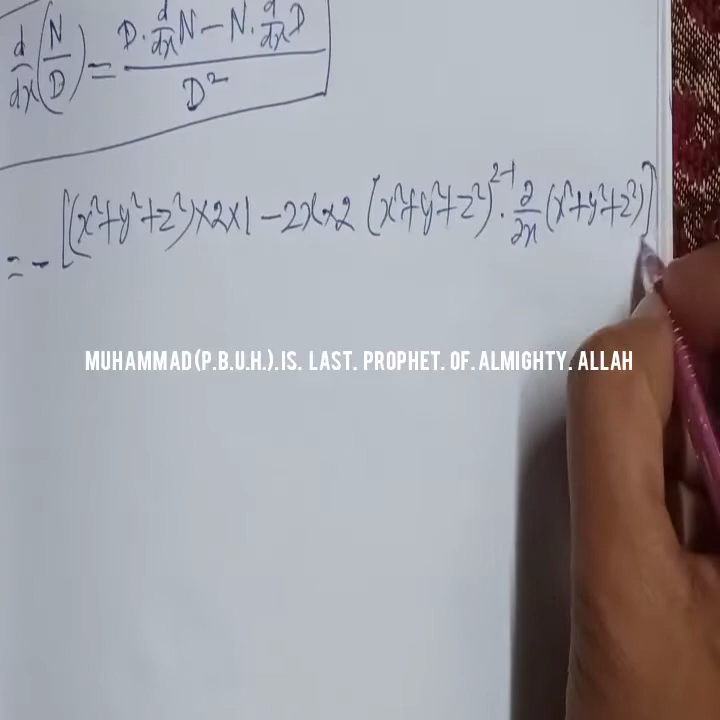 d/dx (N/D) = (D. d/dx N - N. d/dx D) / D²
= - [(x²+y²+z²)×2×1 - 2x×2 (x²+y²+z²)²⁻¹ . ∂/∂x (x²+y²+z²)]
MUHAMMAD(P.B.U.H.).IS. LAST. PROPHET. OF. ALMIGHTY. ALLAH